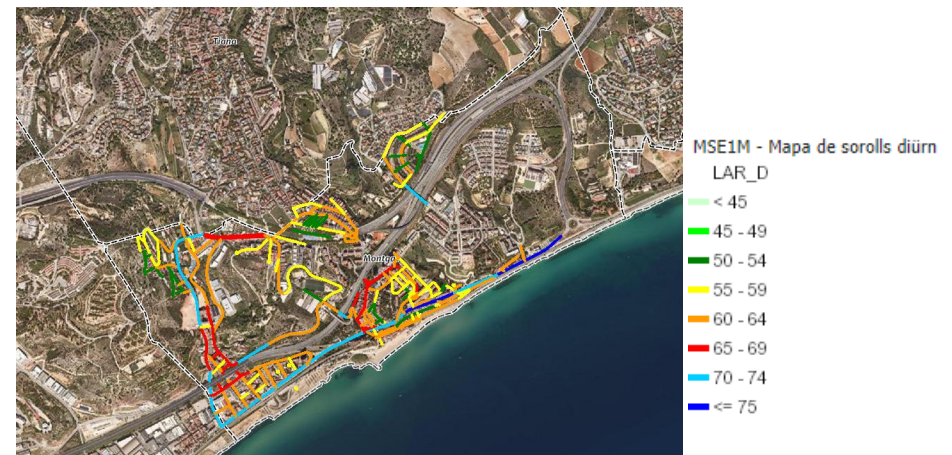 Tiana
Montga
MSE1M - Mapa de sorolls diürn
LAR_D
< 45
45 - 49
50 - 54
55 - 59
60 - 64
65 - 69
70 - 74
<= 75